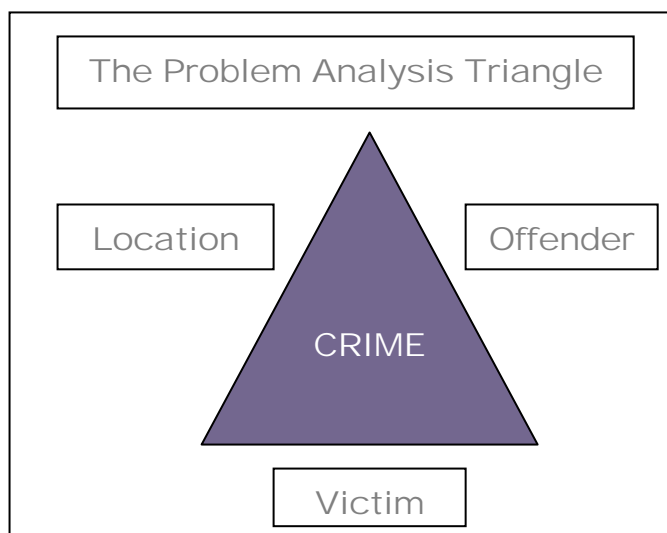 The Problem Analysis Triangle
Location
Offender
CRIME
Victim